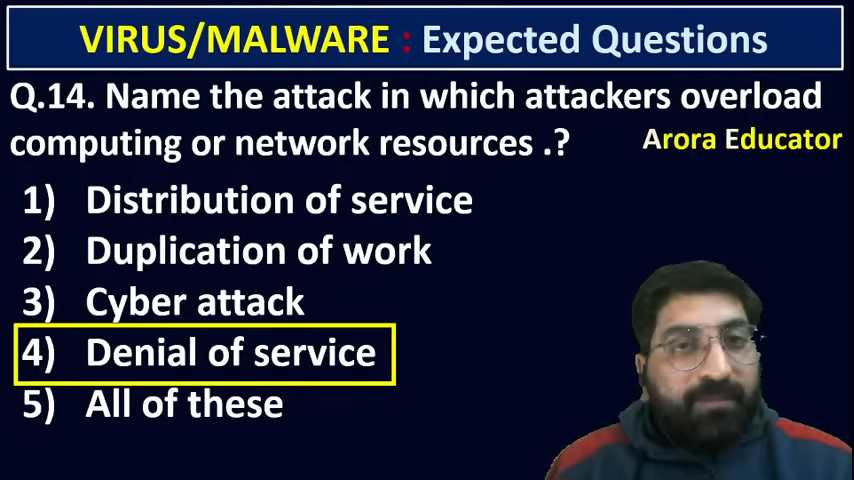 VIRUS/MALWARE : Expected Questions
Q.14. Name the attack in which attackers overload
computing or network resources .?
Arora Educator
1) Distribution of service
2) Duplication of work
3) Cyber attack
4) Denial of service
5) All of these